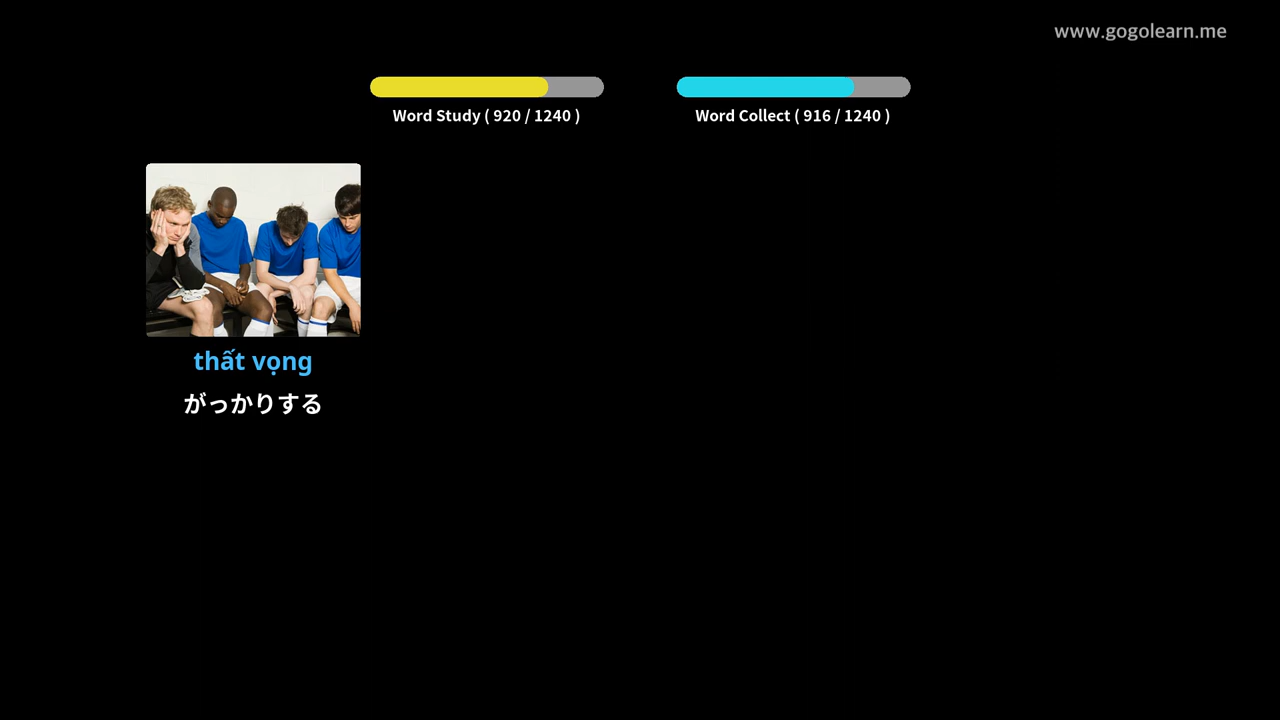 www.gogolearn.me
Word Study ( 920 / 1240 )
Word Collect ( 916 / 1240 )
thất vọng
がっかりする